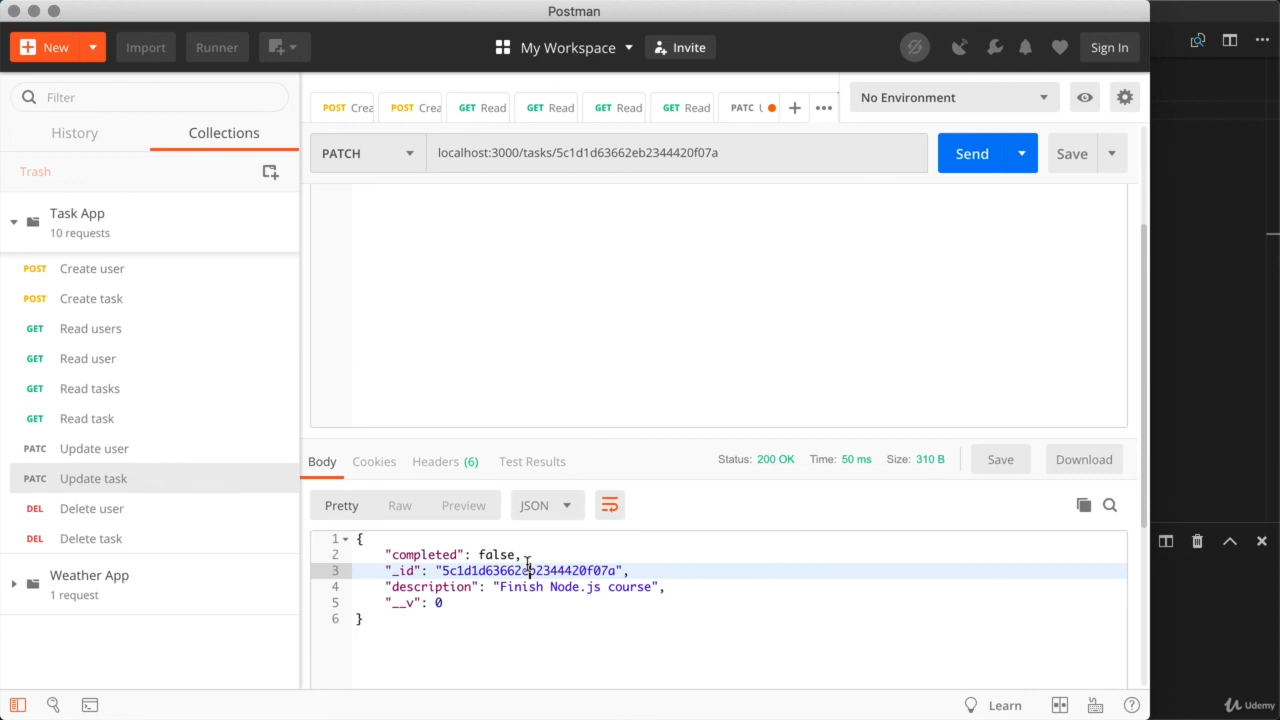 Postman
New
Import
Runner
My Workspace
Invite
Sign In
Filter
History
Collections
Trash
Task App
10 requests
POST Create user
POST Create task
GET Read users
GET Read user
GET Read tasks
GET Read task
PATC Update user
PATC Update task
DEL Delete user
DEL Delete task
Weather App
1 request
POST Crea
POST Crea
GET Read
GET Read
GET Read
GET Read
PATC U
No Environment
PATCH
localhost:3000/tasks/5c1d1d63662eb2344420f07a
Send
Save
Body
Cookies
Headers (6)
Test Results
Status: 200 OK
Time: 50 ms
Size: 310 B
Save
Download
Pretty
Raw
Preview
JSON
1 {
2 "completed": false,
3 "_id": "5c1d1d63662eb2344420f07a",
4 "description": "Finish Node.js course",
5 "__v": 0
6 }
Learn
Udemy